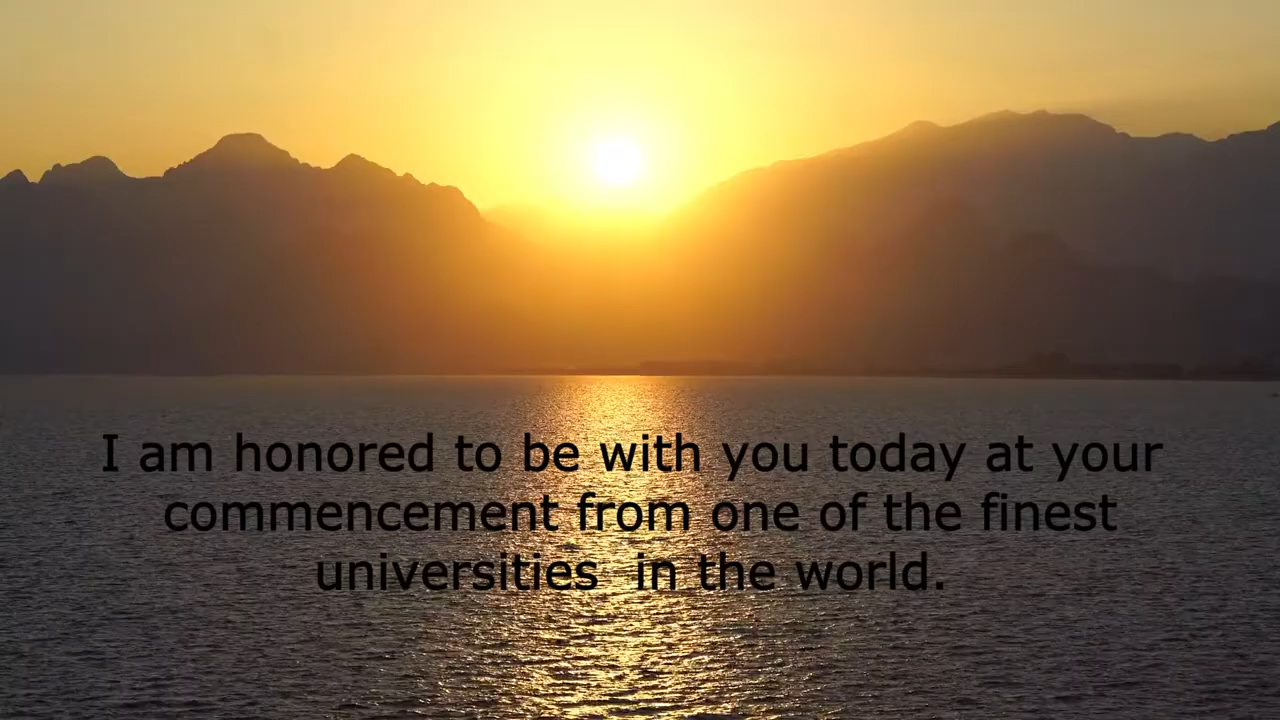 I am honored to be with you today at your
commencement from one of the finest
universities  in the world.